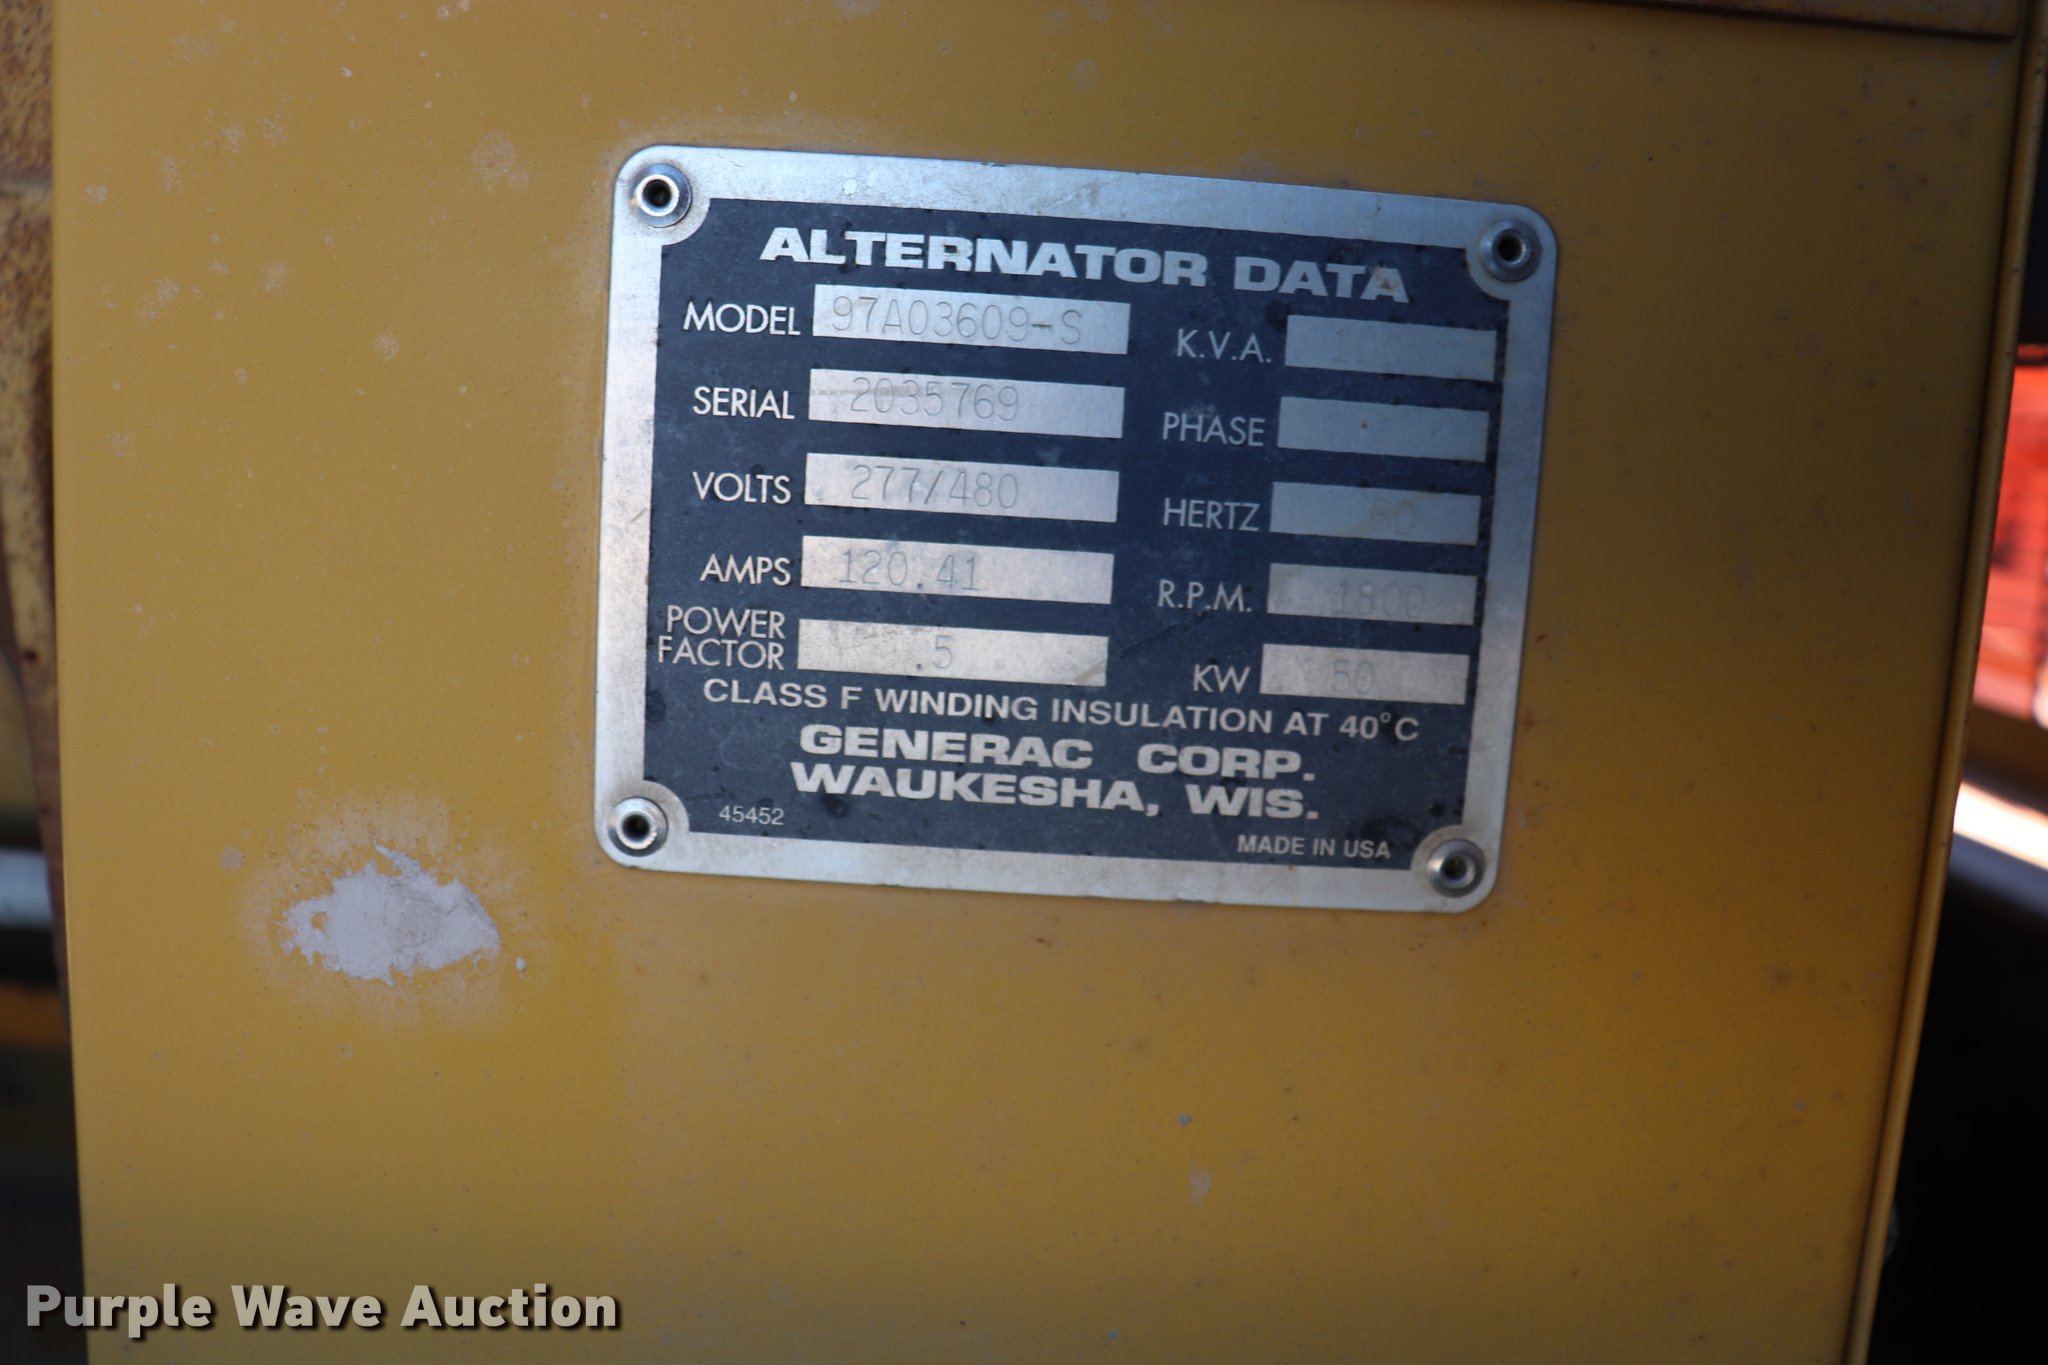 ALTERNATOR DATA
MODEL 97A03609-S
K.V.A.
SERIAL 2035769
PHASE
VOLTS 277/480
HERTZ 60
AMPS 120.41
R.P.M. 1800
POWER FACTOR .5
KW 50
CLASS F WINDING INSULATION AT 40°C
GENERAC CORP.
WAUKESHA, WIS.
45452
MADE IN USA
Purple Wave Auction